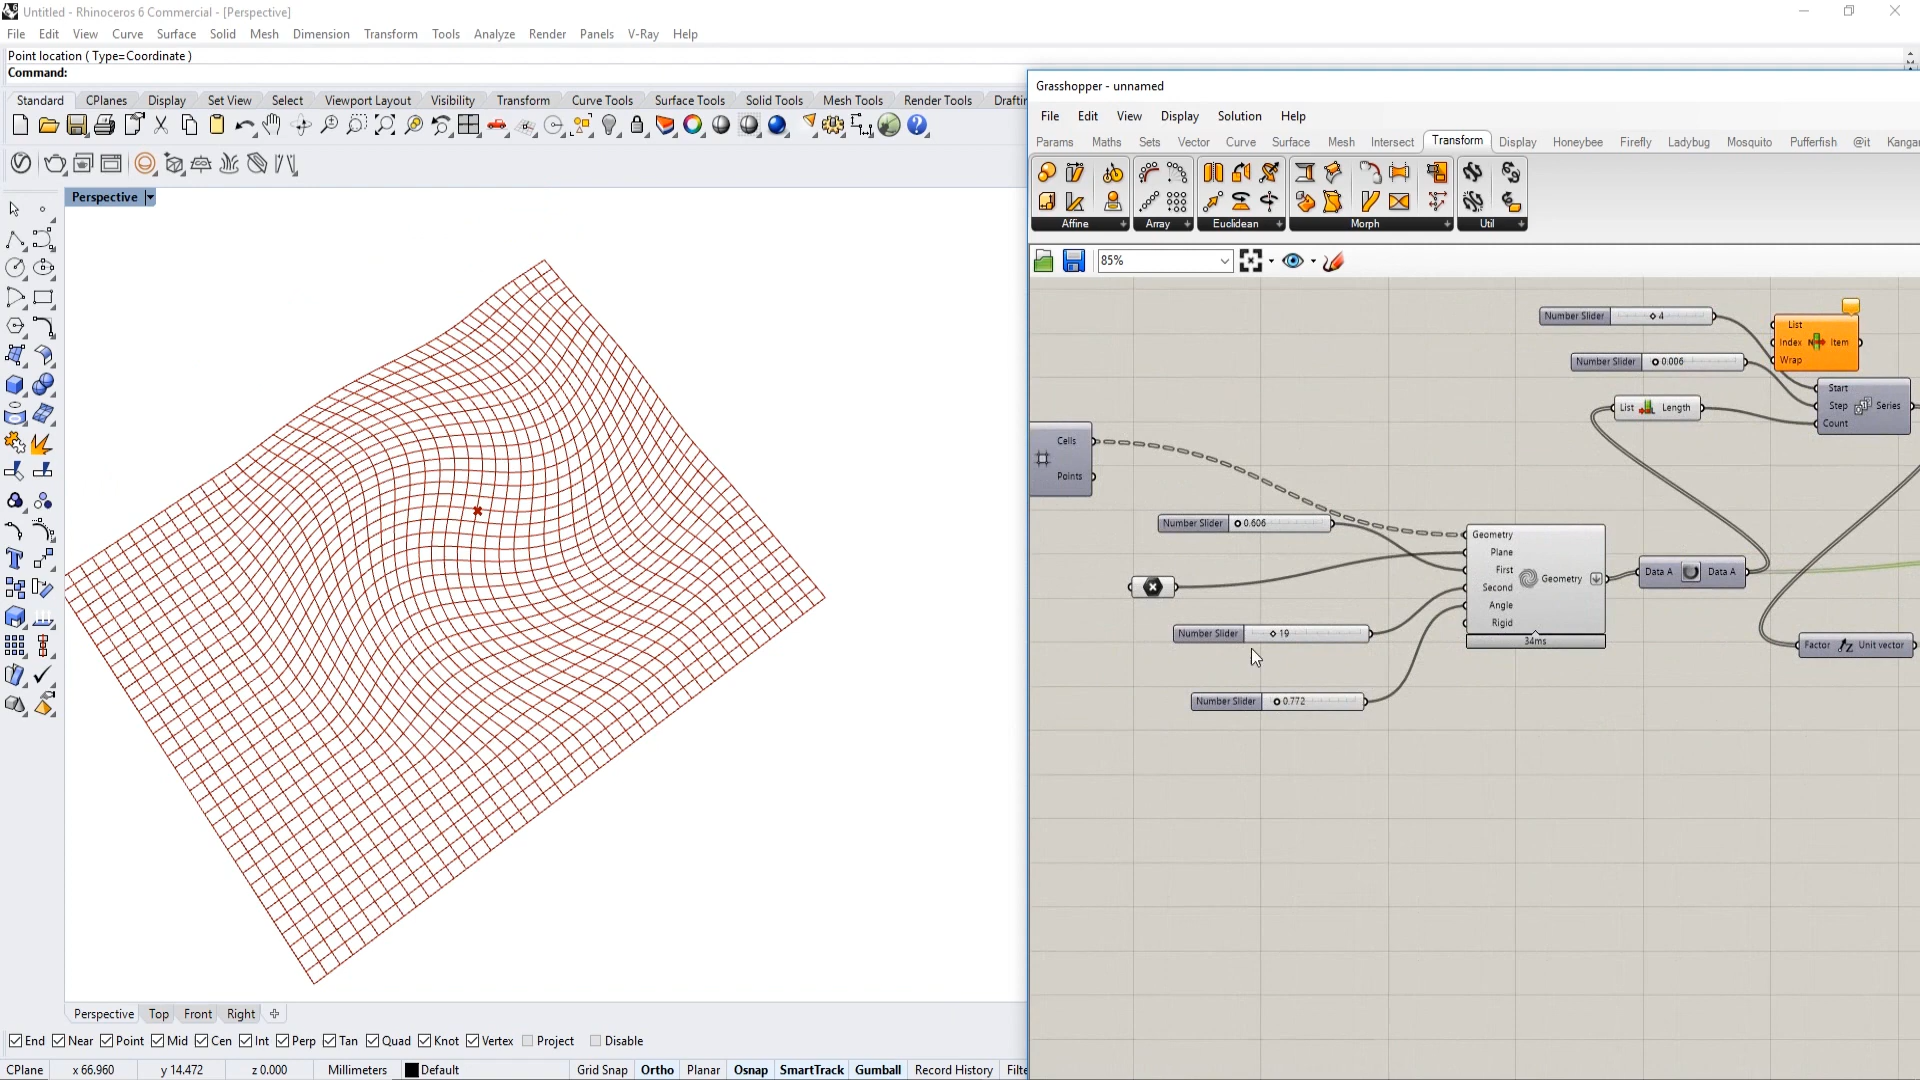 Untitled - Rhinoceros 6 Commercial - [Perspective]
File Edit View Curve Surface Solid Mesh Dimension Transform Tools Analyze Render Panels V-Ray Help
Point location ( Type=Coordinate )
Command:
Standard CPlanes Display Set View Select Viewport Layout Visibility Transform Curve Tools Surface Tools Solid Tools Mesh Tools Render Tools
Perspective
Grasshopper - unnamed
File Edit View Display Solution Help
Params Maths Sets Vector Curve Surface Mesh Intersect Transform Display Honeybee Firefly Ladybug Mosquito Pufferfish @it
Affine Array Euclidean Morph Util
85%
Number Slider 4
List
Index Item
Wrap
Number Slider 0.006
Start
Step Series
Count
List Length
Cells
Points
Number Slider 0.606
Geometry
Plane
First
Second
Angle
Rigid
Geometry
34ms
Data A Data A
Number Slider 19
Factor Unit vector
Number Slider 0.772
Perspective Top Front Right
End Near Point Mid Cen Int Perp Tan Quad Knot Vertex Project Disable
CPlane x 66.960 y 14.472 z 0.000 Millimeters Default Grid Snap Ortho Planar Osnap SmartTrack Gumball Record History